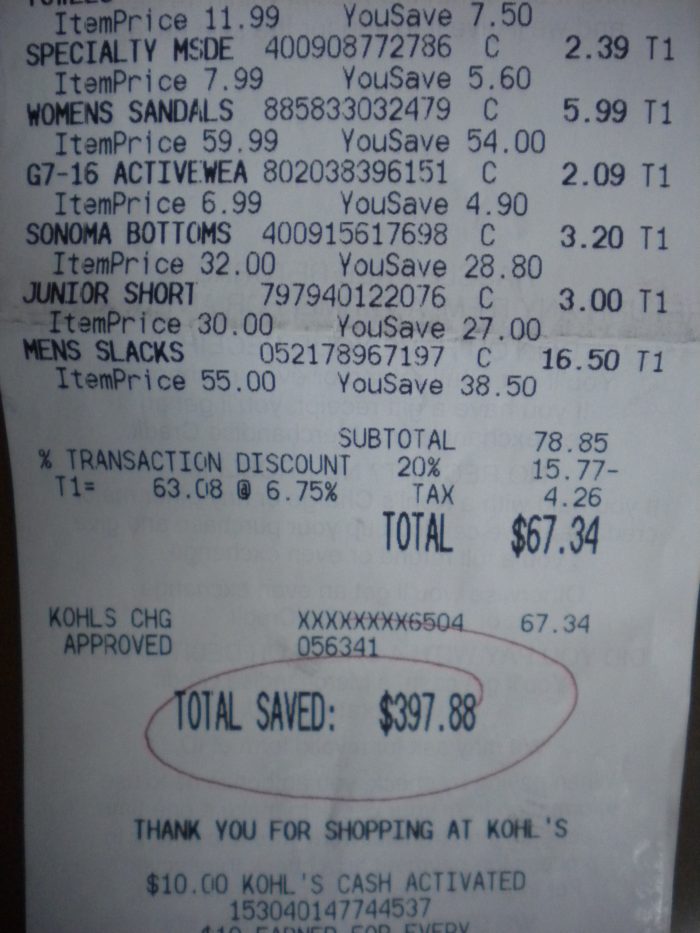 ItemPrice 11.99 YouSave 7.50
SPECIALTY MSDE 400908772786 C 2.39 T1
ItemPrice 7.99 YouSave 5.60
WOMENS SANDALS 885833032479 C 5.99 T1
ItemPrice 59.99 YouSave 54.00
G7-16 ACTIVEWEA 802038396151 C 2.09 T1
ItemPrice 6.99 YouSave 4.90
SONOMA BOTTOMS 400915617698 C 3.20 T1
ItemPrice 32.00 YouSave 28.80
JUNIOR SHORT 797940122076 C 3.00 T1
ItemPrice 30.00 YouSave 27.00
MENS SLACKS 052178967197 C 16.50 T1
ItemPrice 55.00 YouSave 38.50
SUBTOTAL 78.85
% TRANSACTION DISCOUNT 20% 15.77-
T1= 63.08 @ 6.75% TAX 4.26
TOTAL $67.34
KOHLS CHG XXXXXXXX6504 67.34
APPROVED 056341
TOTAL SAVED: $397.88
THANK YOU FOR SHOPPING AT KOHL'S
$10.00 KOHL'S CASH ACTIVATED
153040147744537
$10 EARNED FOR EVERY